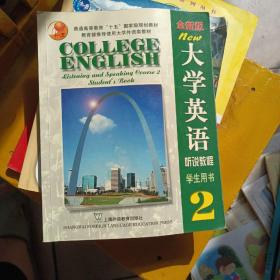 普通高等教育“十五”国家级规划教材
教育部推荐使用大学外语类教材
COLLEGE
ENGLISH
Listening and Speaking Course 2
Student's Book
全新版
New
大学英语
听说教程
学生用书
2
上海外语教育出版社
SHANGHAI FOREIGN LANGUAGE EDUCATION PRESS